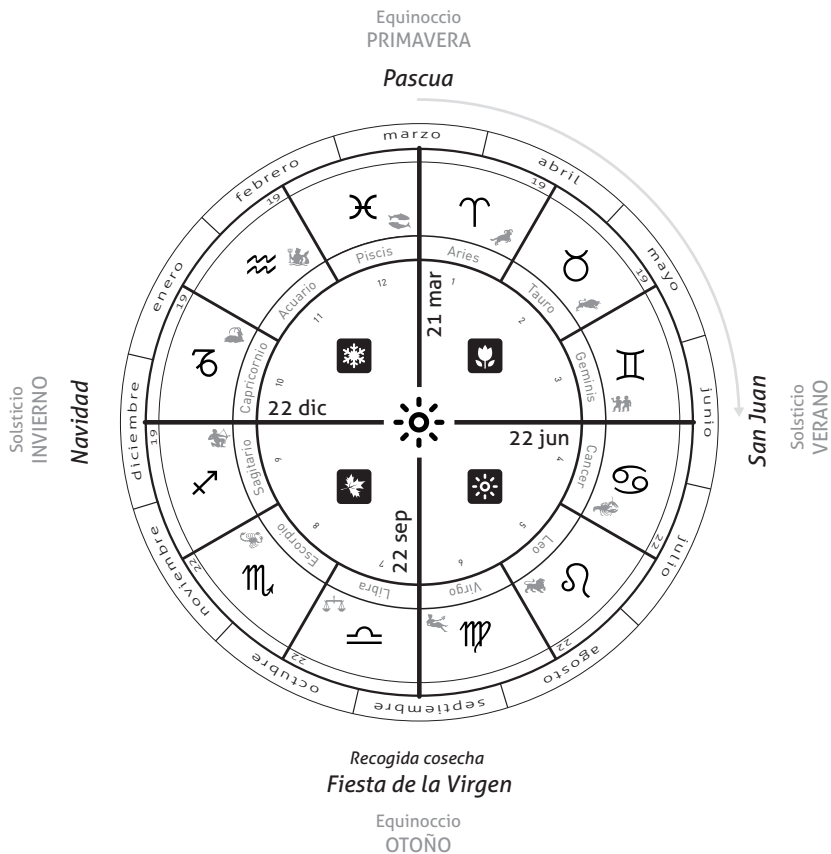 Equinoccio
PRIMAVERA
Pascua
marzo
abril
mayo
junio
julio
agosto
septiembre
octubre
noviembre
diciembre
enero
febrero
19
19
22
22
22
22
19
19
19
Aries
Tauro
Geminis
Cancer
Leo
Virgo
Libra
Escorpio
Sagitario
Capricornio
Acuario
Piscis
1
2
3
4
5
6
7
8
9
10
11
12
21 mar
22 jun
22 sep
22 dic
Solsticio
INVIERNO
Navidad
San Juan
Solsticio
VERANO
Recogida cosecha
Fiesta de la Virgen
Equinoccio
OTOÑO